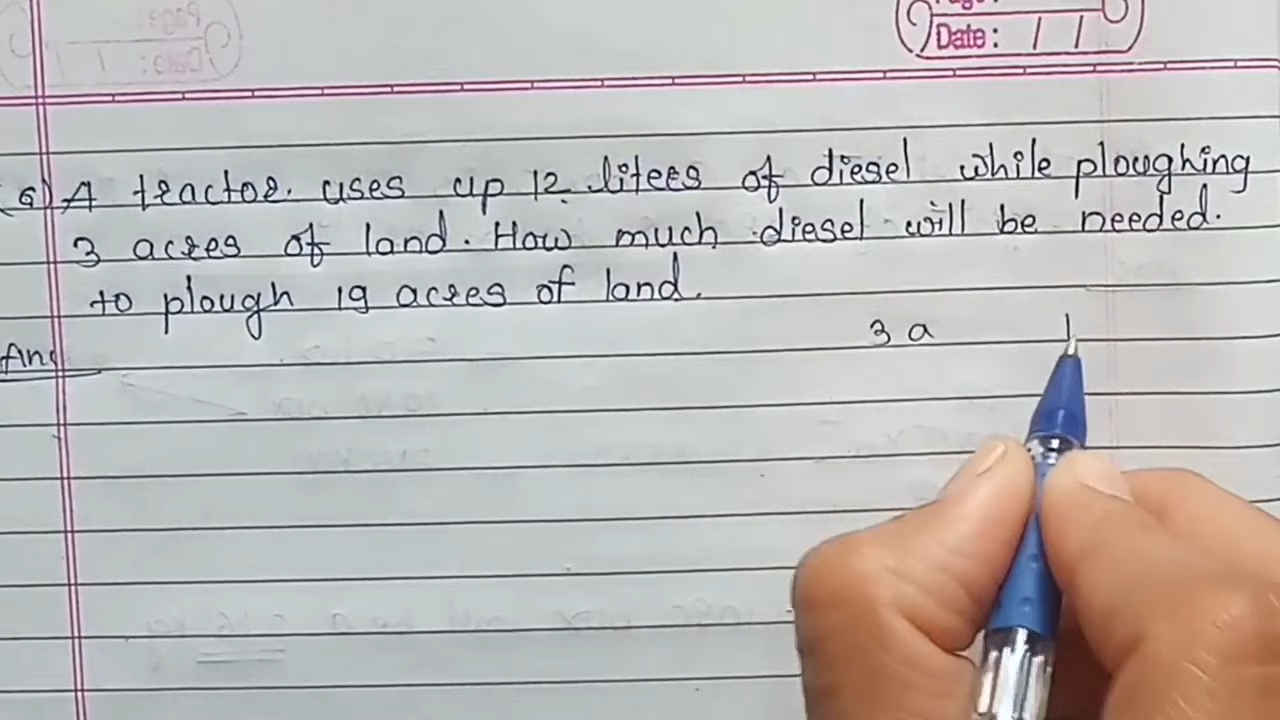 Date: / /
(a) A tractor. uses up 12 liters of diesel while ploughing
3 acres of land. How much diesel will be needed.
to plough 19 acres of land.
3 a 1
Ans